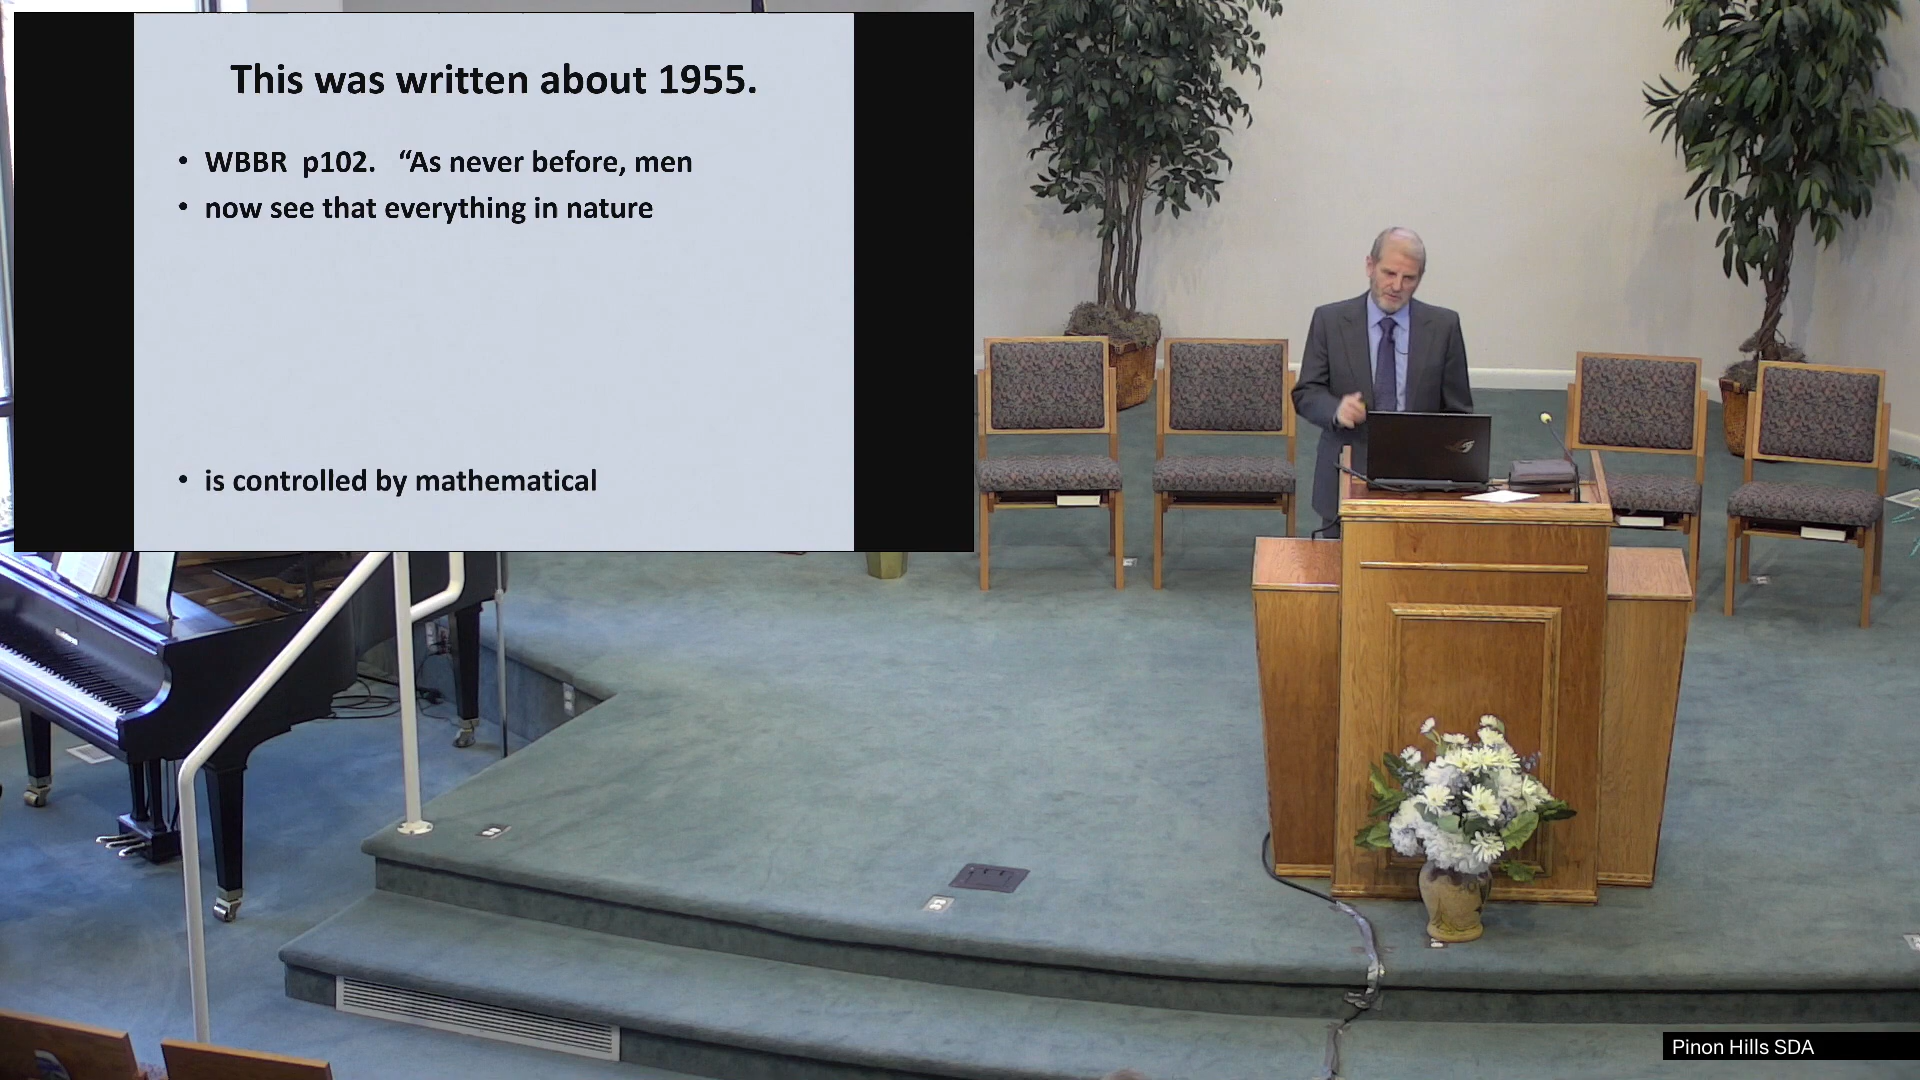 This was written about 1955.
• WBBR p102. “As never before, men
• now see that everything in nature
• is controlled by mathematical
Pinon Hills SDA